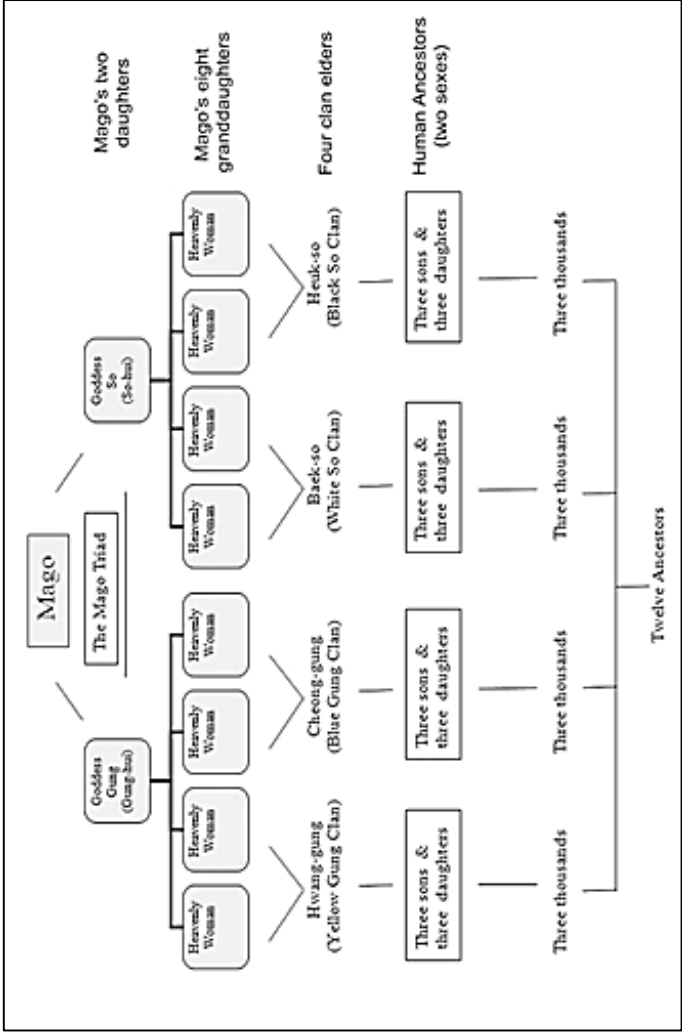 Mago
The Mago Triad
Goddess
Gung
(Gung-hui)
Goddess
So
(So-hui)
Mago's two
daughters
Heavenly
Woman
Heavenly
Woman
Heavenly
Woman
Heavenly
Woman
Heavenly
Woman
Heavenly
Woman
Heavenly
Woman
Heavenly
Woman
Mago's eight
granddaughters
Hwang-gung
(Yellow Gung Clan)
Cheong-gung
(Blue Gung Clan)
Baek-so
(White So Clan)
Heuk-so
(Black So Clan)
Four clan elders
Three sons &
three daughters
Three sons &
three daughters
Three sons &
three daughters
Three sons &
three daughters
Human Ancestors
(two sexes)
Three thousands
Three thousands
Three thousands
Three thousands
Twelve Ancestors